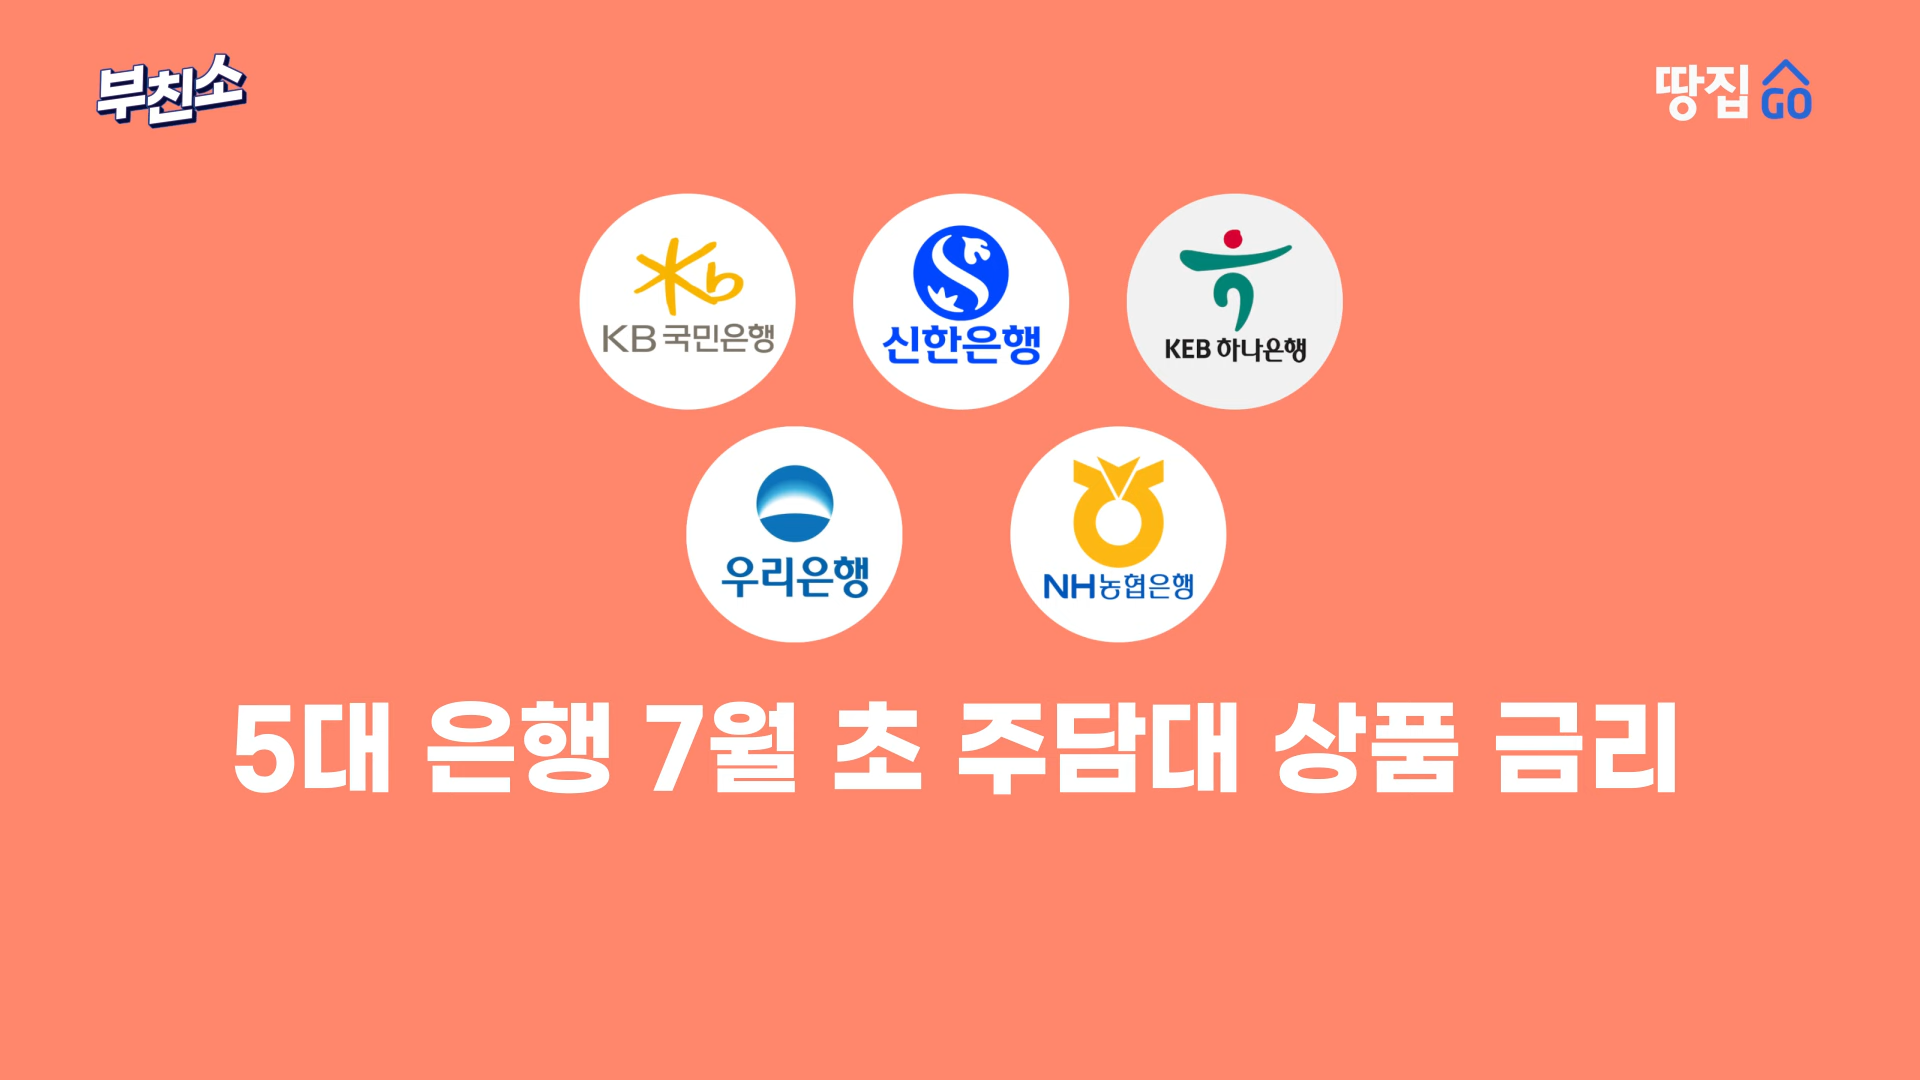 부친소
땅집GO
KB 국민은행
신한은행
KEB 하나은행
우리은행
NH농협은행
5대 은행 7월 초 주담대 상품 금리